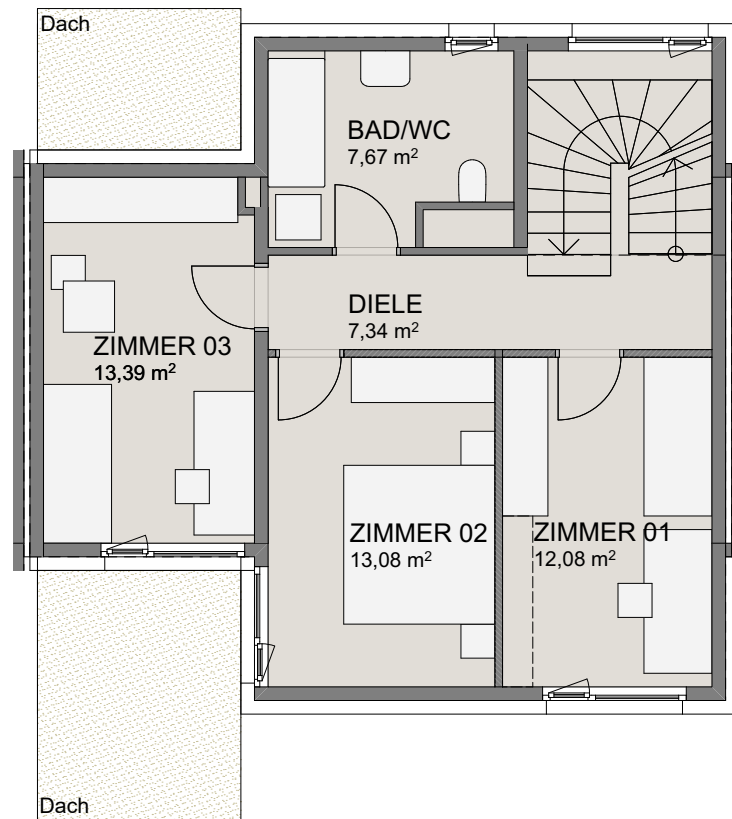 Dach
BAD/WC
7,67 m²
DIELE
7,34 m²
ZIMMER 03
13,39 m²
ZIMMER 02
13,08 m²
ZIMMER 01
12,08 m²
Dach